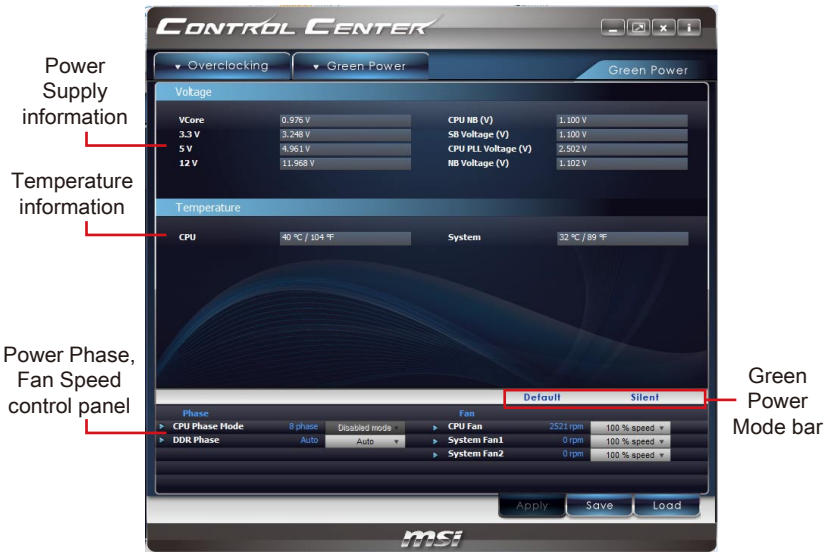 CONTROL CENTER
Overclocking
Green Power
Green Power
Power
Supply
information
Voltage
VCore 0.976 V CPU NB (V) 1.100 V
3.3 V 3.248 V SB Voltage (V) 1.100 V
5 V 4.961 V CPU PLL Voltage (V) 2.502 V
12 V 11.968 V NB Voltage (V) 1.102 V
Temperature
information
Temperature
CPU 40 ºC / 104 ºF System 32 ºC / 89 ºF
Power Phase,
Fan Speed
control panel
Green
Power
Mode bar
Default Silent
Phase Fan
CPU Phase Mode 8 phase Disabled mode CPU Fan 2521 rpm 100 % speed
DDR Phase Auto Auto System Fan1 0 rpm 100 % speed
System Fan2 0 rpm 100 % speed
Apply Save Load
msi